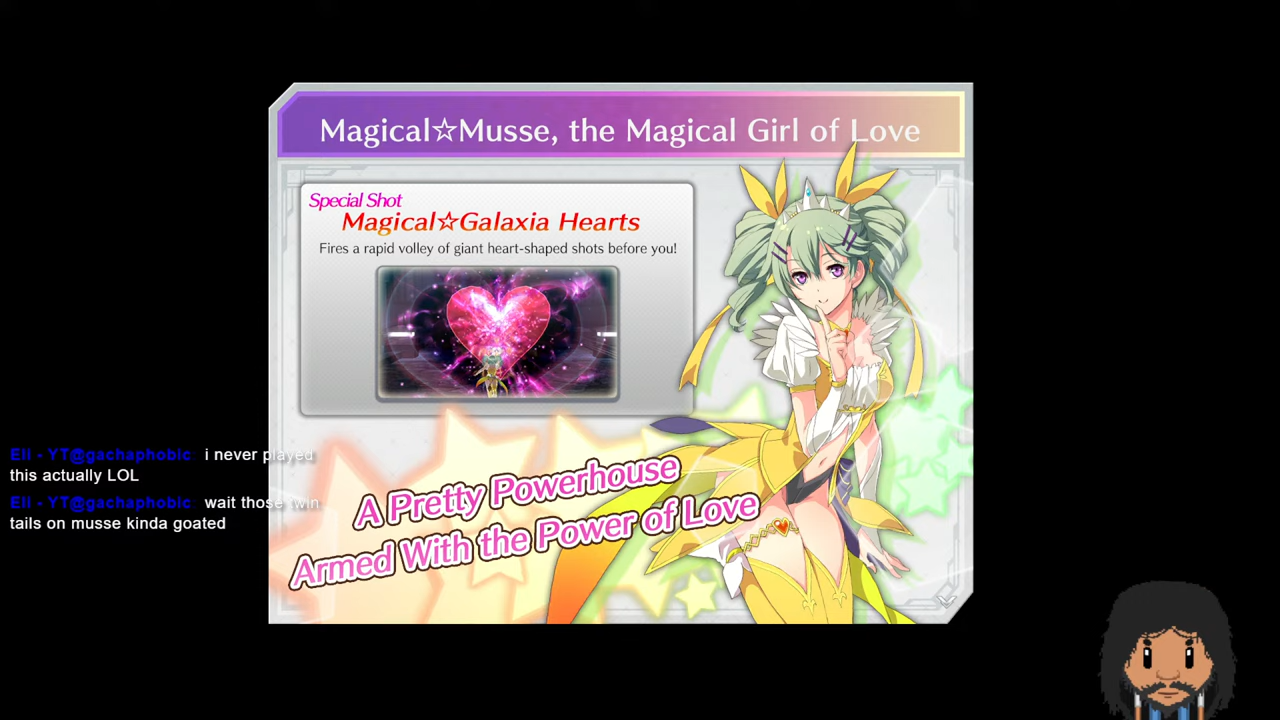 Magical☆Musse, the Magical Girl of Love
Special Shot
Magical☆Galaxia Hearts
Fires a rapid volley of giant heart-shaped shots before you!
Eli - YT@gachaphobic i never played
this actually LOL
Eli - YT@gachaphobic wait those twin
tails on musse kinda goated
A Pretty Powerhouse
Armed With the Power of Love